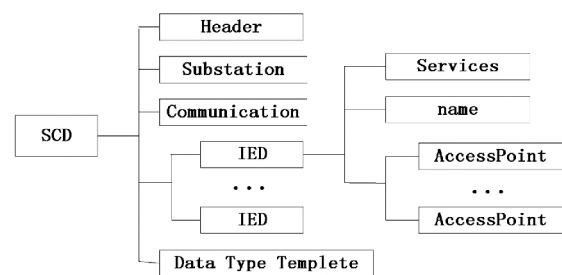 Header
Substation
Services
Communication
name
SCD
IED
AccessPoint
...
...
IED
AccessPoint
Data Type Templete